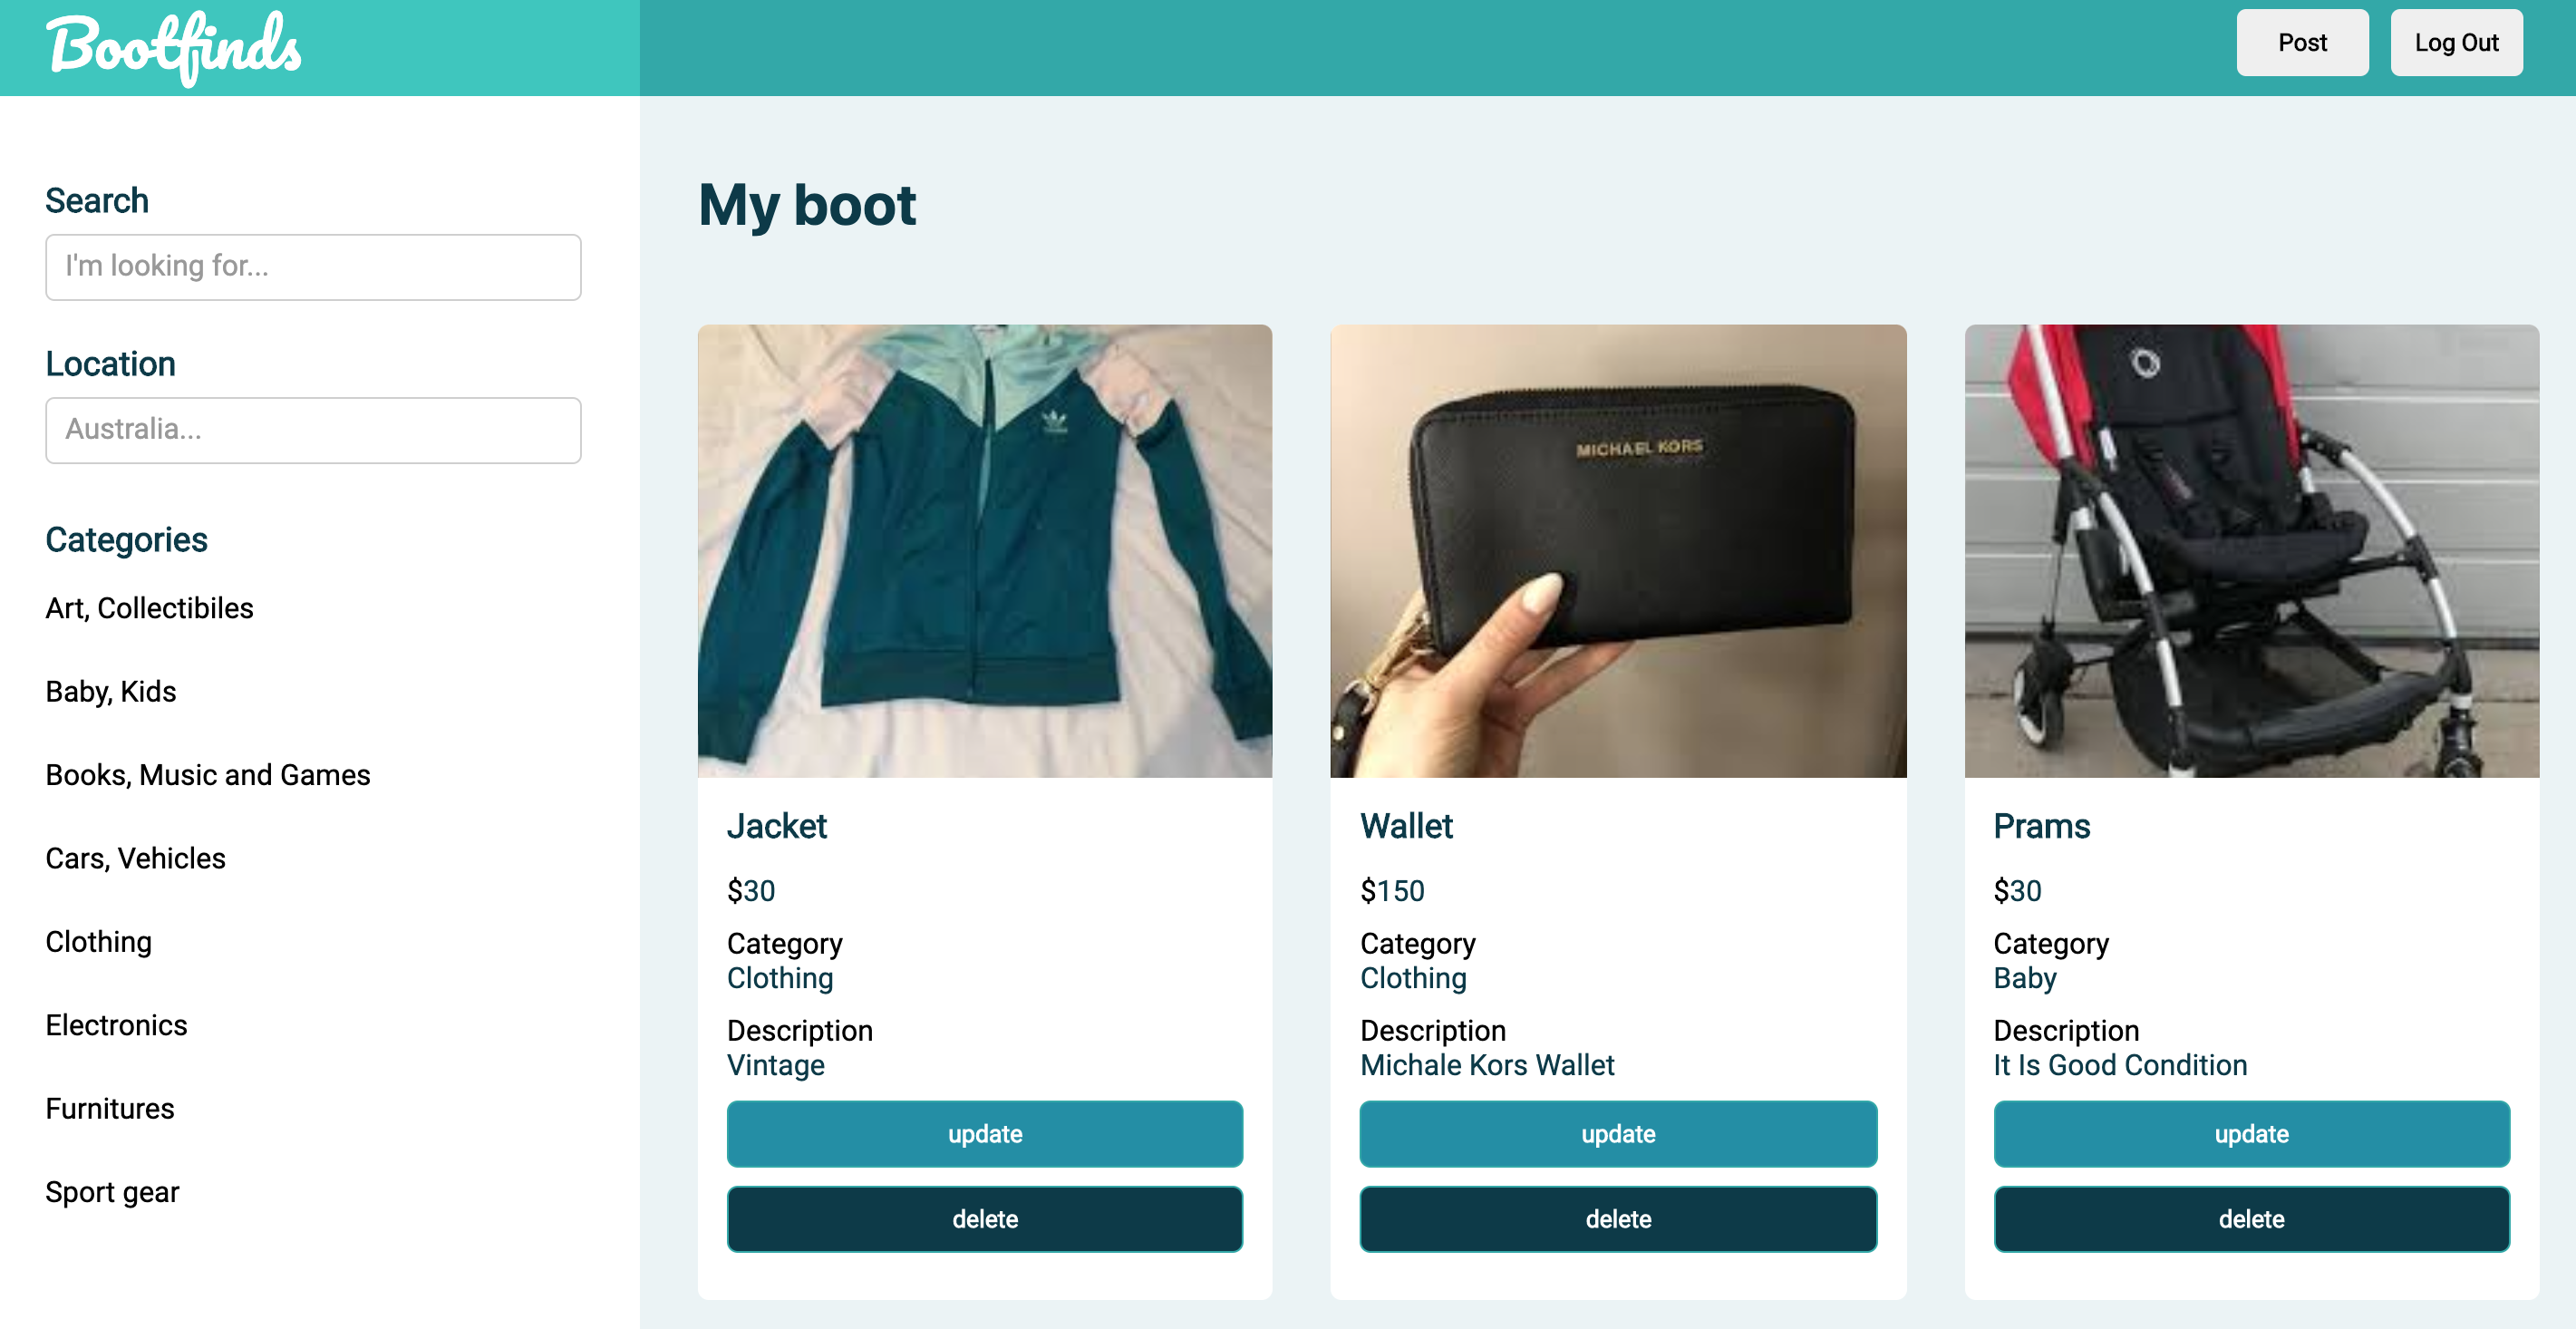 Bootfinds
Post
Log Out
Search
I'm looking for...
Location
Australia...
Categories
Art, Collectibiles
Baby, Kids
Books, Music and Games
Cars, Vehicles
Clothing
Electronics
Furnitures
Sport gear
My boot
Jacket
$30
Category
Clothing
Description
Vintage
update
delete
MICHAEL KORS
Wallet
$150
Category
Clothing
Description
Michale Kors Wallet
update
delete
Prams
$30
Category
Baby
Description
It Is Good Condition
update
delete